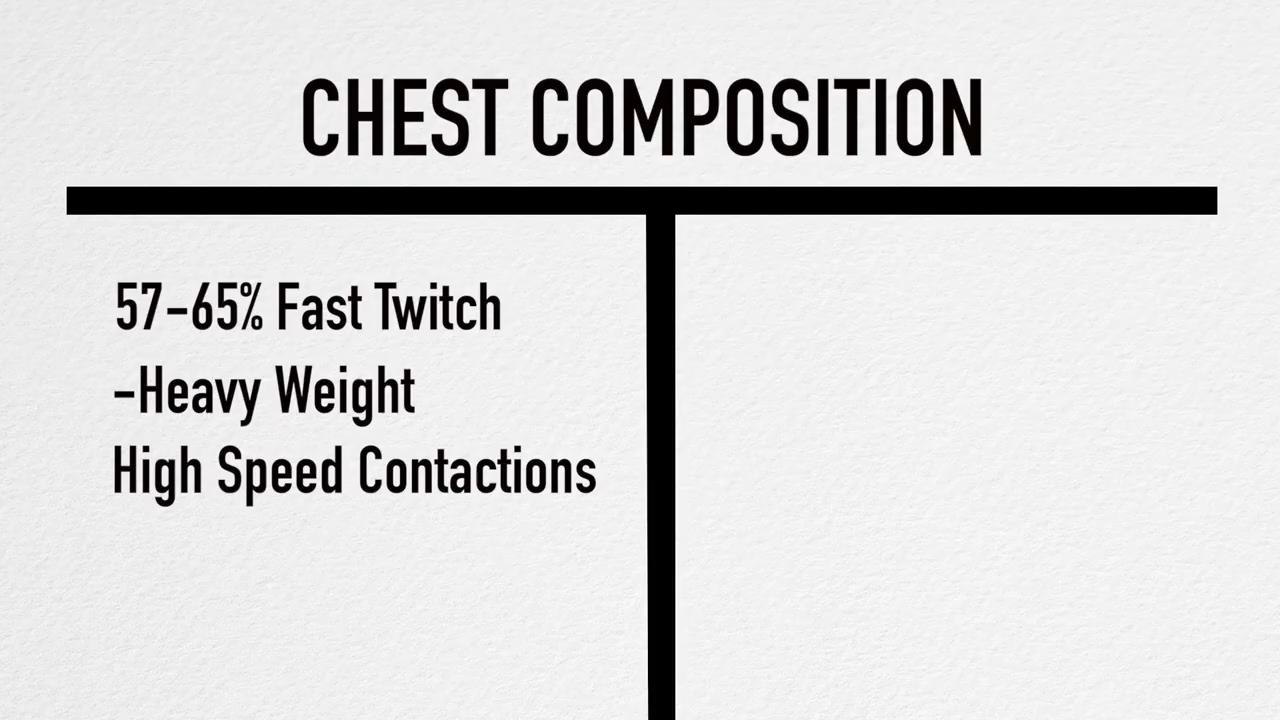 CHEST COMPOSITION
57-65% Fast Twitch
-Heavy Weight
High Speed Contactions